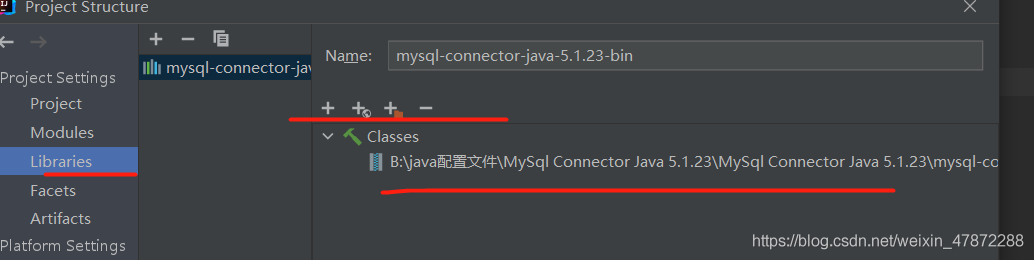 Project Structure
Project Settings
Project
Modules
Libraries
Facets
Artifacts
Platform Settings
mysql-connector-jav
Name:
mysql-connector-java-5.1.23-bin
Classes
B:\java配置文件\MySql Connector Java 5.1.23\MySql Connector Java 5.1.23\mysql-co
https://blog.csdn.net/weixin_47872288